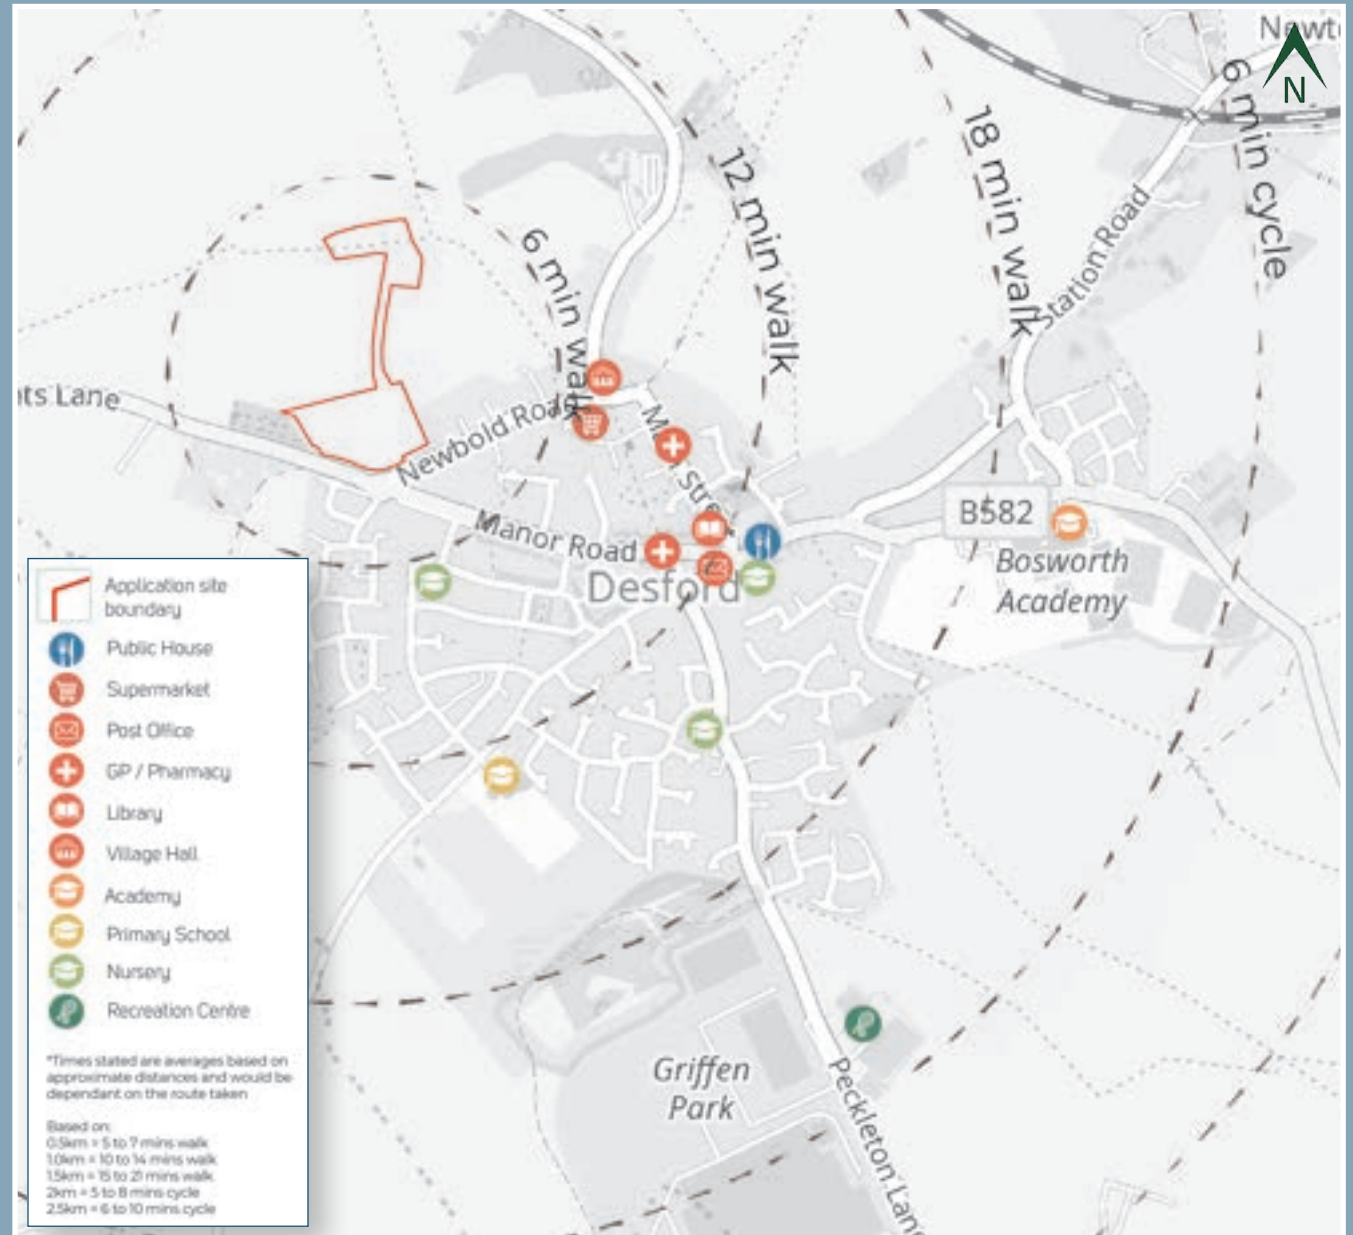 Newt
N
6 min cycle
18 min walk
12 min walk
6 min walk
Station Road
ts Lane
Newbold Road
Main street
Manor Road
Desford
B582
Bosworth
Academy
Griffen
Park
Peckleton Lane
Application site
boundary
Public House
Supermarket
Post Office
GP / Pharmacy
Library
Village Hall
Academy
Primary School
Nursery
Recreation Centre
*Times stated are averages based on
approximate distances and would be
dependant on the route taken
Based on:
0.5km = 5 to 7 mins walk
1.0km = 10 to 14 mins walk
1.5km = 15 to 21 mins walk
2km = 5 to 8 mins cycle
2.5km = 6 to 10 mins cycle